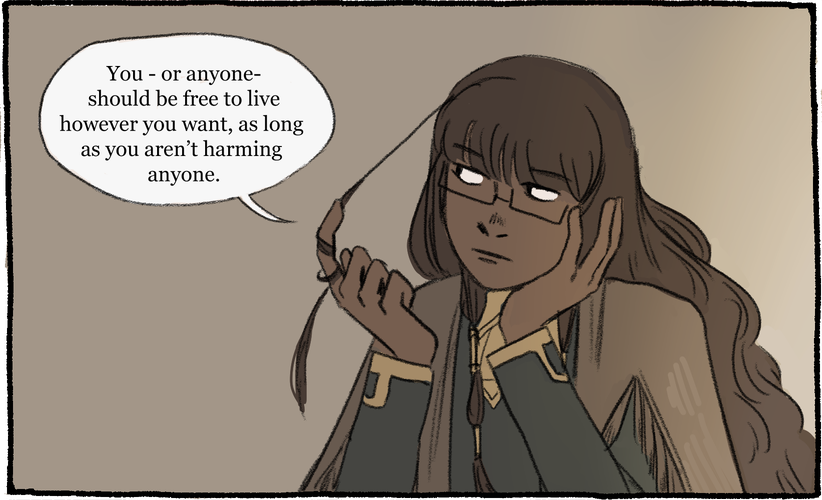 You - or anyone-
should be free to live
however you want, as long
as you aren’t harming
anyone.